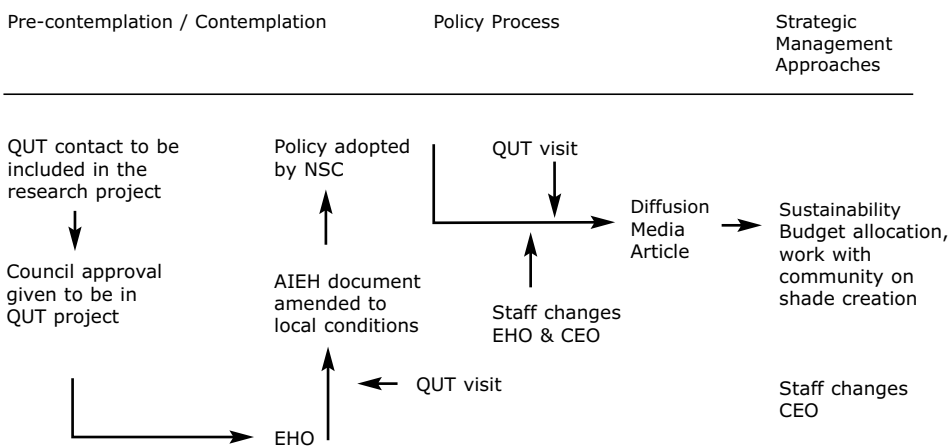 Pre-contemplation / Contemplation
Policy Process
Strategic
Management
Approaches
QUT contact to be
included in the
research project
Council approval
given to be in
QUT project
EHO
Policy adopted
by NSC
AIEH document
amended to
local conditions
QUT visit
QUT visit
Staff changes
EHO & CEO
Diffusion
Media
Article
Sustainability
Budget allocation,
work with
community on
shade creation
Staff changes
CEO